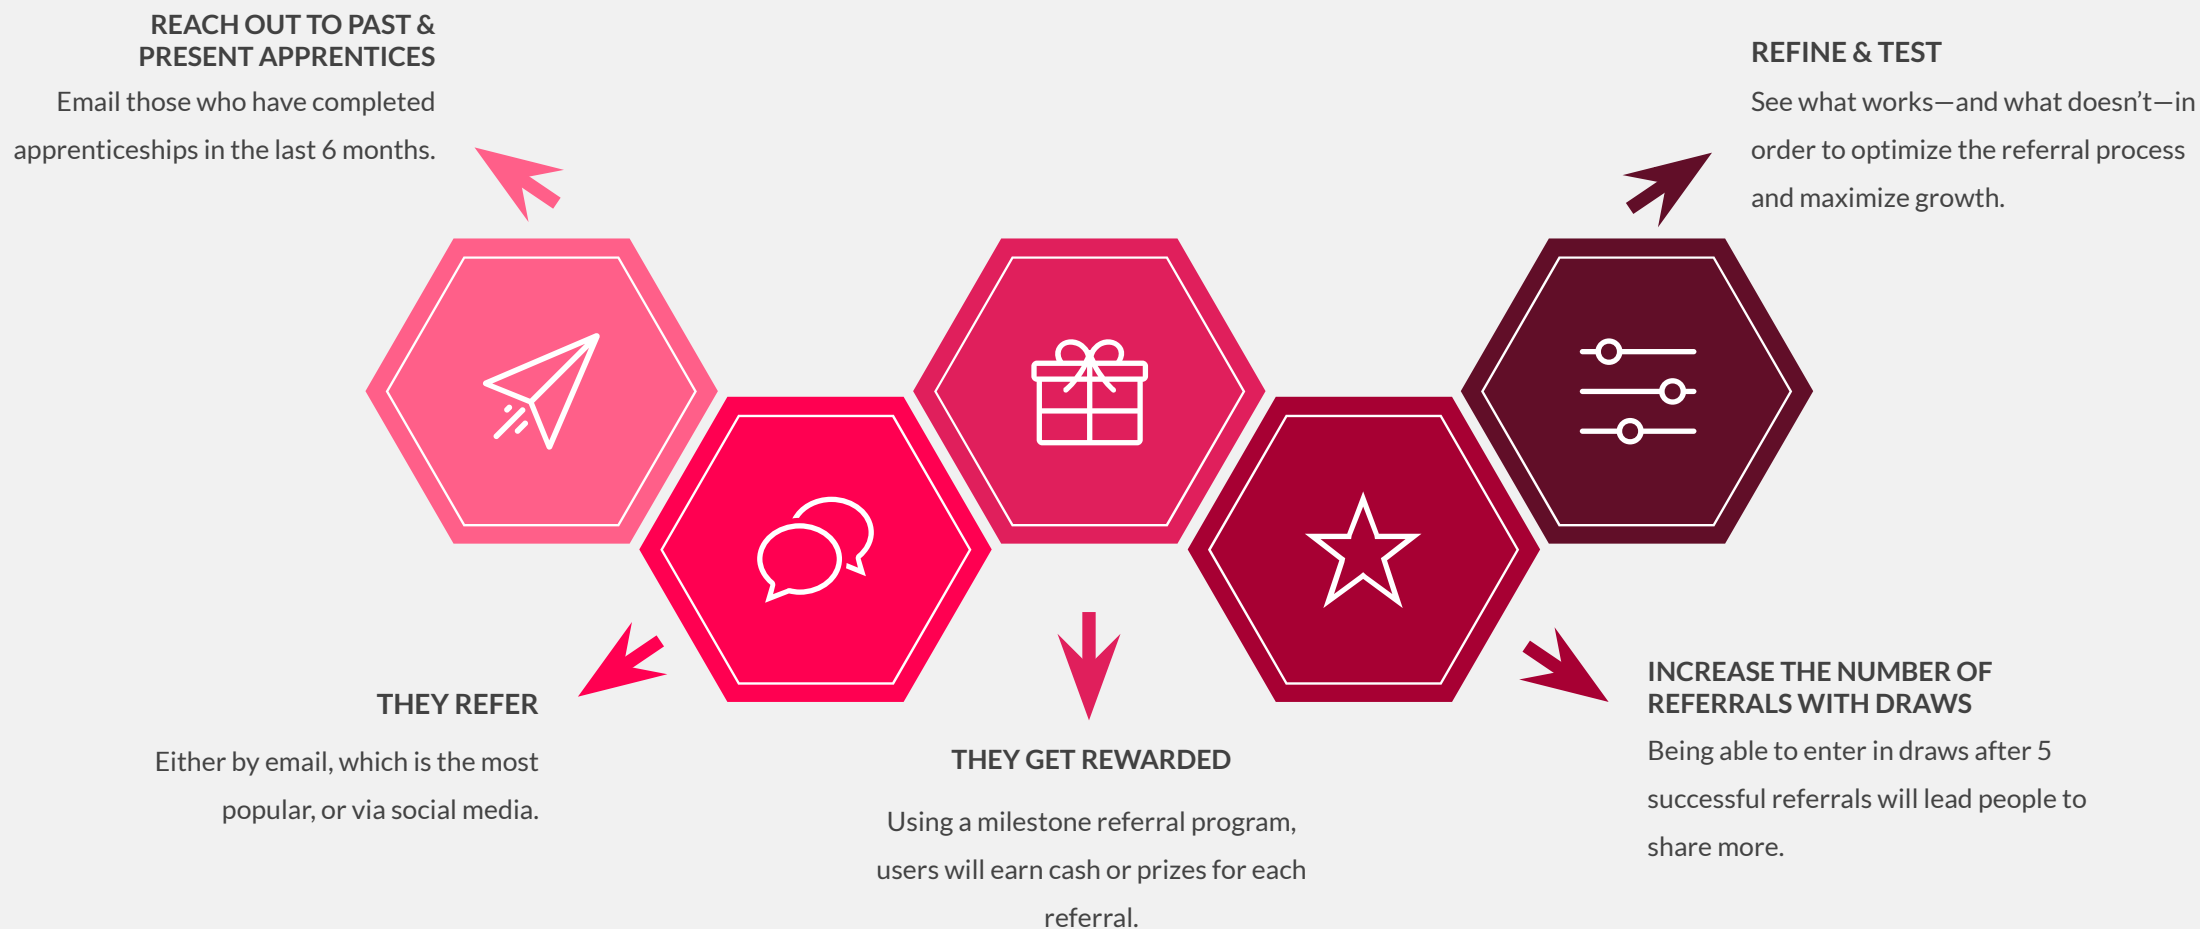 REACH OUT TO PAST &
PRESENT APPRENTICES
Email those who have completed
apprenticeships in the last 6 months.
THEY REFER
Either by email, which is the most
popular, or via social media.
THEY GET REWARDED
Using a milestone referral program,
users will earn cash or prizes for each
referral.
INCREASE THE NUMBER OF
REFERRALS WITH DRAWS
Being able to enter in draws after 5
successful referrals will lead people to
share more.
REFINE & TEST
See what works—and what doesn’t—in
order to optimize the referral process
and maximize growth.